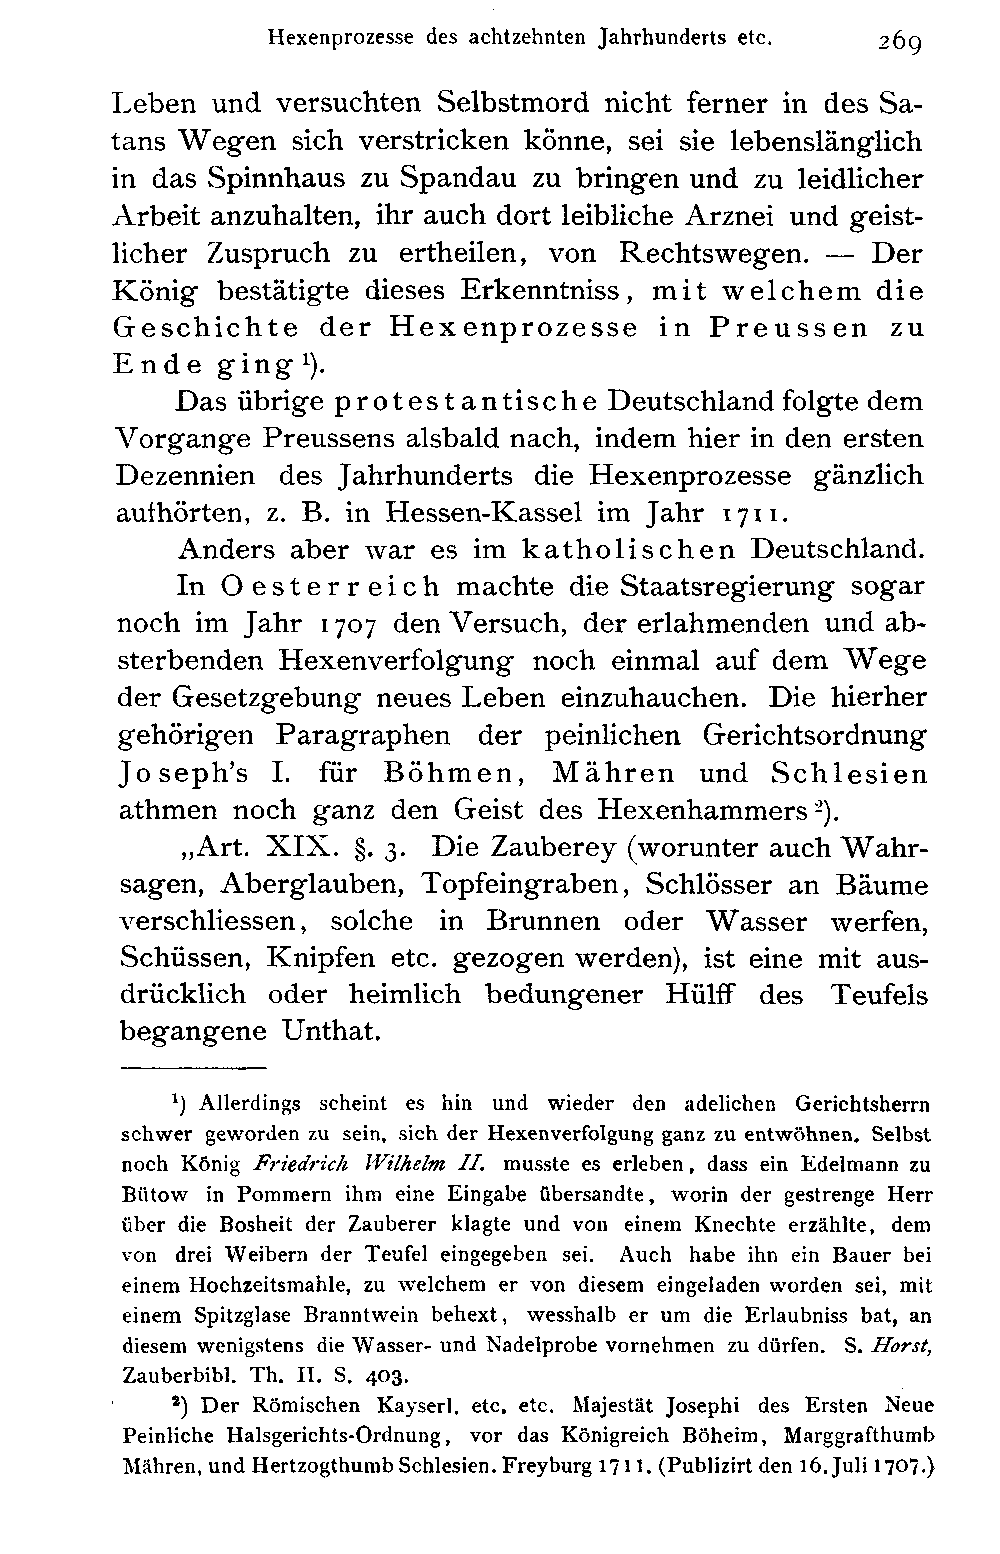 Hexenprozesse des achtzehnten Jahrhunderts etc. 269
Leben und versuchten Selbstmord nicht ferner in des Sa-
tans Wegen sich verstricken könne, sei sie lebenslänglich
in das Spinnhaus zu Spandau zu bringen und zu leidlicher
Arbeit anzuhalten, ihr auch dort leibliche Arznei und geist-
licher Zuspruch zu ertheilen, von Rechtswegen. — Der
König bestätigte dieses Erkenntniss, mit welchem die
Geschichte der Hexenprozesse in Preussen zu
Ende ging ¹).
Das übrige protestantische Deutschland folgte dem
Vorgange Preussens alsbald nach, indem hier in den ersten
Dezennien des Jahrhunderts die Hexenprozesse gänzlich
aufhörten, z. B. in Hessen-Kassel im Jahr 1711.
Anders aber war es im katholischen Deutschland.
In Oesterreich machte die Staatsregierung sogar
noch im Jahr 1707 den Versuch, der erlahmenden und ab-
sterbenden Hexenverfolgung noch einmal auf dem Wege
der Gesetzgebung neues Leben einzuhauchen. Die hierher
gehörigen Paragraphen der peinlichen Gerichtsordnung
Joseph's I. für Böhmen, Mähren und Schlesien
athmen noch ganz den Geist des Hexenhammers ²).
„Art. XIX. §. 3. Die Zauberey (worunter auch Wahr-
sagen, Aberglauben, Topfeingraben, Schlösser an Bäume
verschliessen, solche in Brunnen oder Wasser werfen,
Schüssen, Knipfen etc. gezogen werden), ist eine mit aus-
drücklich oder heimlich bedungener Hülff des Teufels
begangene Unthat.
¹) Allerdings scheint es hin und wieder den adelichen Gerichtsherrn
schwer geworden zu sein, sich der Hexenverfolgung ganz zu entwöhnen. Selbst
noch König Friedrich Wilhelm II. musste es erleben, dass ein Edelmann zu
Bütow in Pommern ihm eine Eingabe übersandte, worin der gestrenge Herr
über die Bosheit der Zauberer klagte und von einem Knechte erzählte, dem
von drei Weibern der Teufel eingegeben sei. Auch habe ihn ein Bauer bei
einem Hochzeitsmahle, zu welchem er von diesem eingeladen worden sei, mit
einem Spitzglase Branntwein behext, wesshalb er um die Erlaubniss bat, an
diesem wenigstens die Wasser- und Nadelprobe vornehmen zu dürfen. S. Horst,
Zauberbibl. Th. II. S. 403.
²) Der Römischen Kayserl. etc. etc. Majestät Josephi des Ersten Neue
Peinliche Halsgerichts-Ordnung, vor das Königreich Böheim, Marggrafthumb
Mähren, und Hertzogthumb Schlesien. Freyburg 1711. (Publizirt den 16. Juli 1707.)